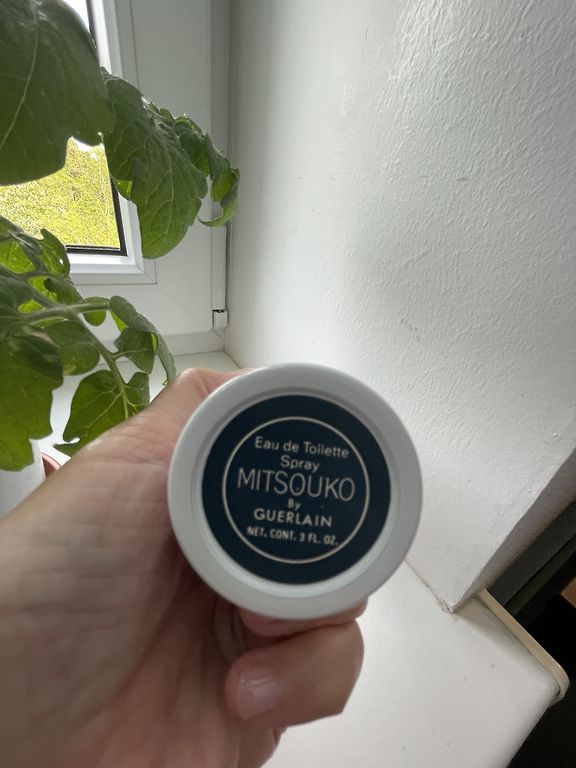 Eau de Toilette
Spray
MITSOUKO
By
GUERLAIN
NET. CONT. 3 FL. OZ.